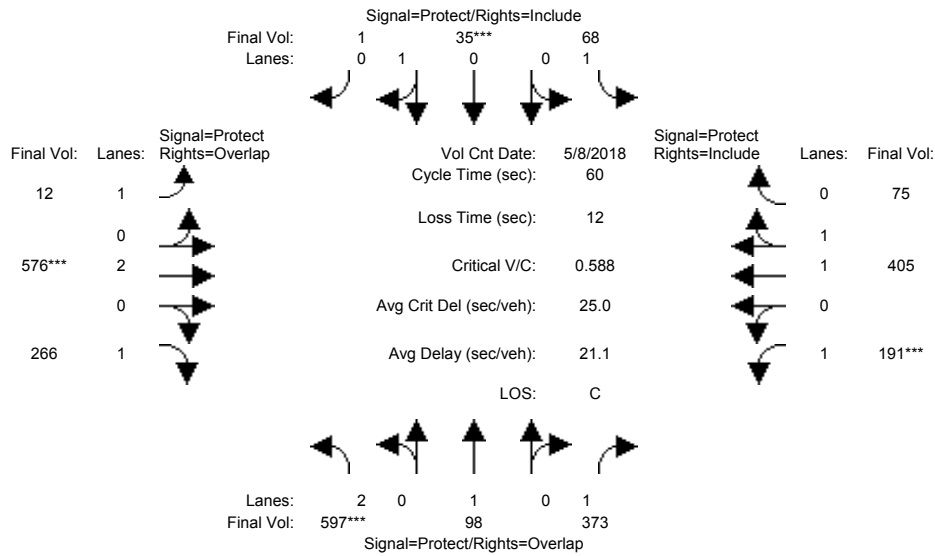 Signal=Protect/Rights=Include
Final Vol: 1 35*** 68
Lanes: 0 1 0 0 1
Signal=Protect
Final Vol: Lanes: Rights=Overlap
Vol Cnt Date: 5/8/2018
Signal=Protect
Rights=Include Lanes: Final Vol:
Cycle Time (sec): 60
12 1
0 75
Loss Time (sec): 12
0
1
576*** 2
Critical V/C: 0.588
1 405
0
Avg Crit Del (sec/veh): 25.0
0
266 1
Avg Delay (sec/veh): 21.1
1 191***
LOS: C
Lanes: 2 0 1 0 1
Final Vol: 597*** 98 373
Signal=Protect/Rights=Overlap